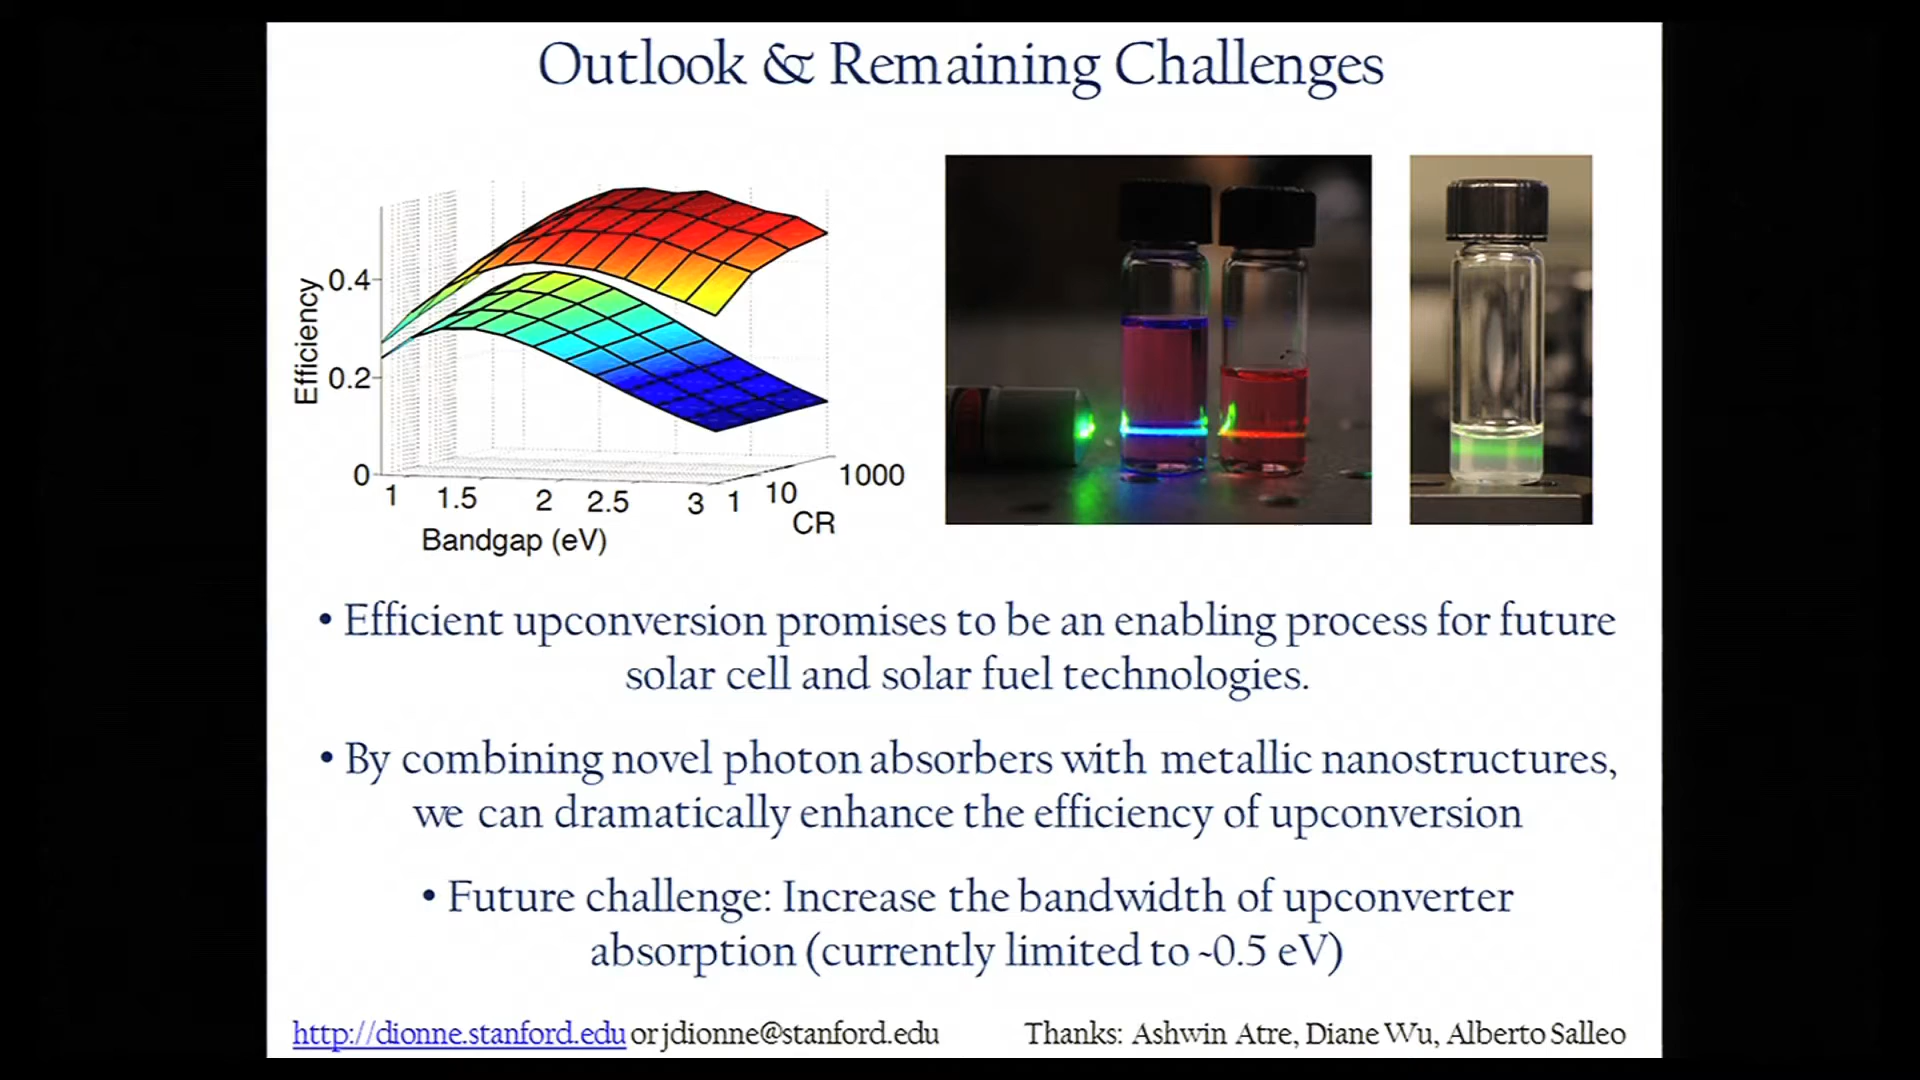 Outlook & Remaining Challenges
Efficiency
0.4
0.2
0
1
1.5
2
2.5
3
1
10
1000
CR
Bandgap (eV)
• Efficient upconversion promises to be an enabling process for future
solar cell and solar fuel technologies.
• By combining novel photon absorbers with metallic nanostructures,
we can dramatically enhance the efficiency of upconversion
• Future challenge: Increase the bandwidth of upconverter
absorption (currently limited to ~0.5 eV)
http://dionne.stanford.edu or jdionne@stanford.edu
Thanks: Ashwin Atre, Diane Wu, Alberto Salleo